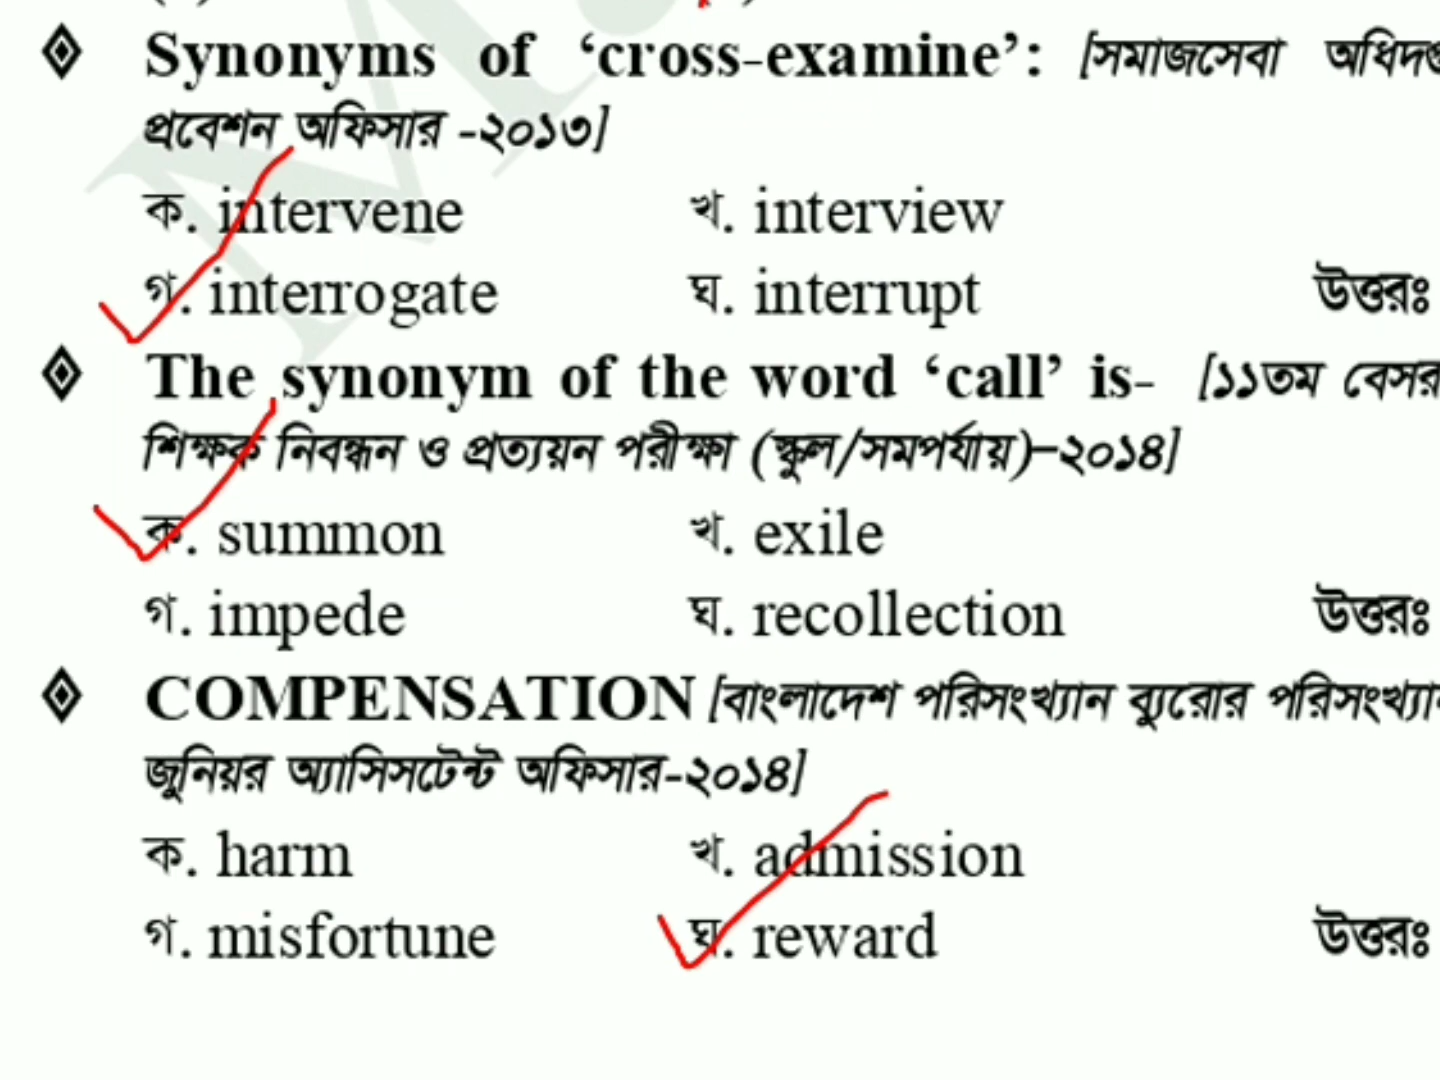 Synonyms of ‘cross-examine’: [সমাজসেবা
প্রবেশন অফিসার -২০১৩]
ক. intervene খ. interview
গ. interrogate ঘ. interrupt উত্তরঃ
The synonym of the word ‘call’ is- [১১তম বেসর
শিক্ষক নিবন্ধন ও প্রত্যয়ন পরীক্ষা (স্কুল/সমপর্যায়)–২০১৪]
ক. summon খ. exile
গ. impede ঘ. recollection উত্তরঃ
COMPENSATION [বাংলাদেশ পরিসংখ্যান ব্যুরোর পরিসংখ্যান
জুনিয়র অ্যাসিসটেন্ট অফিসার-২০১৪]
ক. harm খ. admission
গ. misfortune ঘ. reward উত্তরঃ